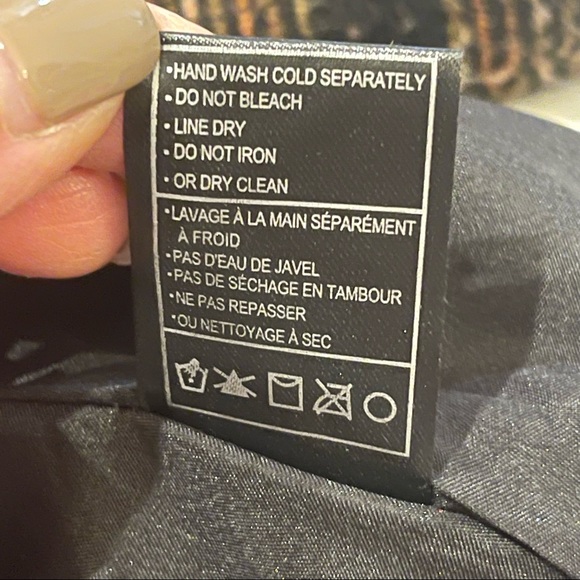 •HAND WASH COLD SEPARATELY
•DO NOT BLEACH
•LINE DRY
•DO NOT IRON
•OR DRY CLEAN
•LAVAGE À LA MAIN SÉPARÉMENT
À FROID
•PAS D'EAU DE JAVEL
•PAS DE SÉCHAGE EN TAMBOUR
•NE PAS REPASSER
•OU NETTOYAGE À SEC